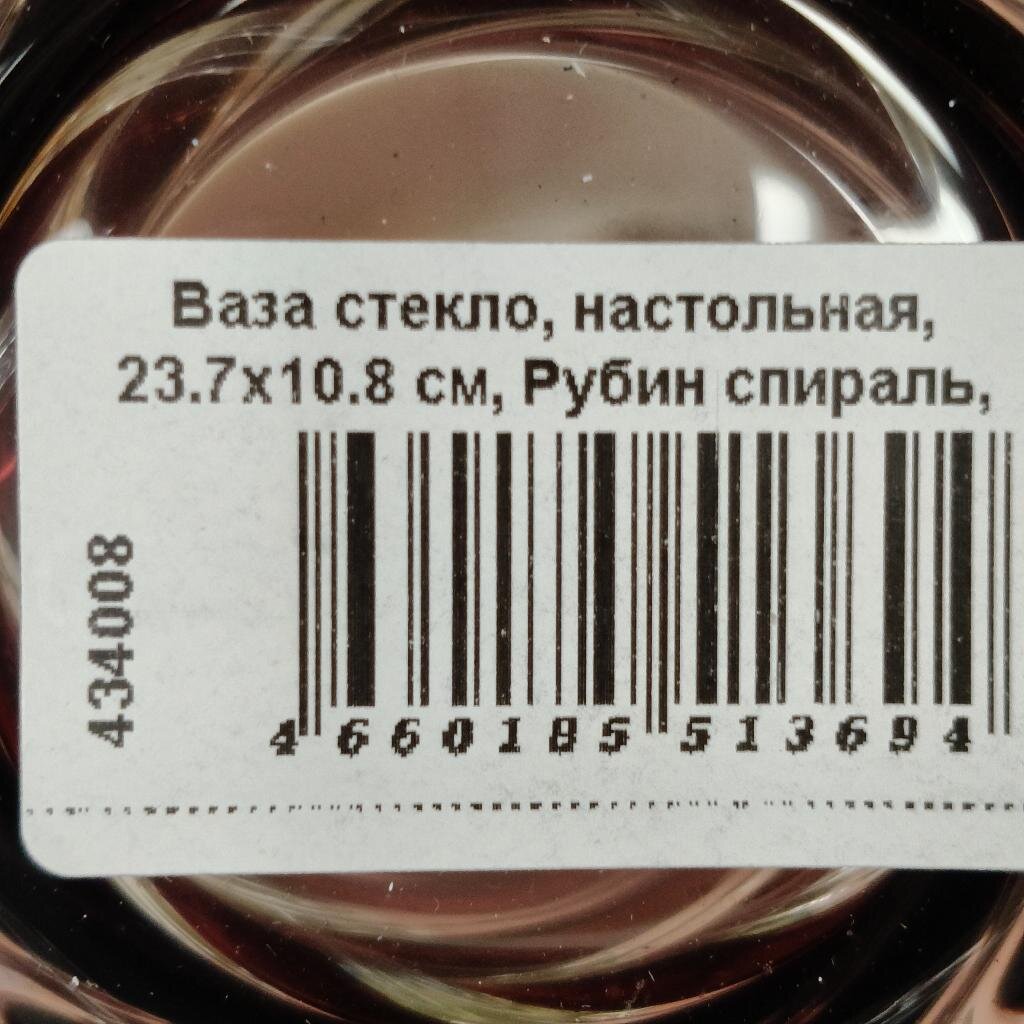 Ваза стекло, настольная,
23.7x10.8 см, Рубин спираль,
434008
4 660185 513694